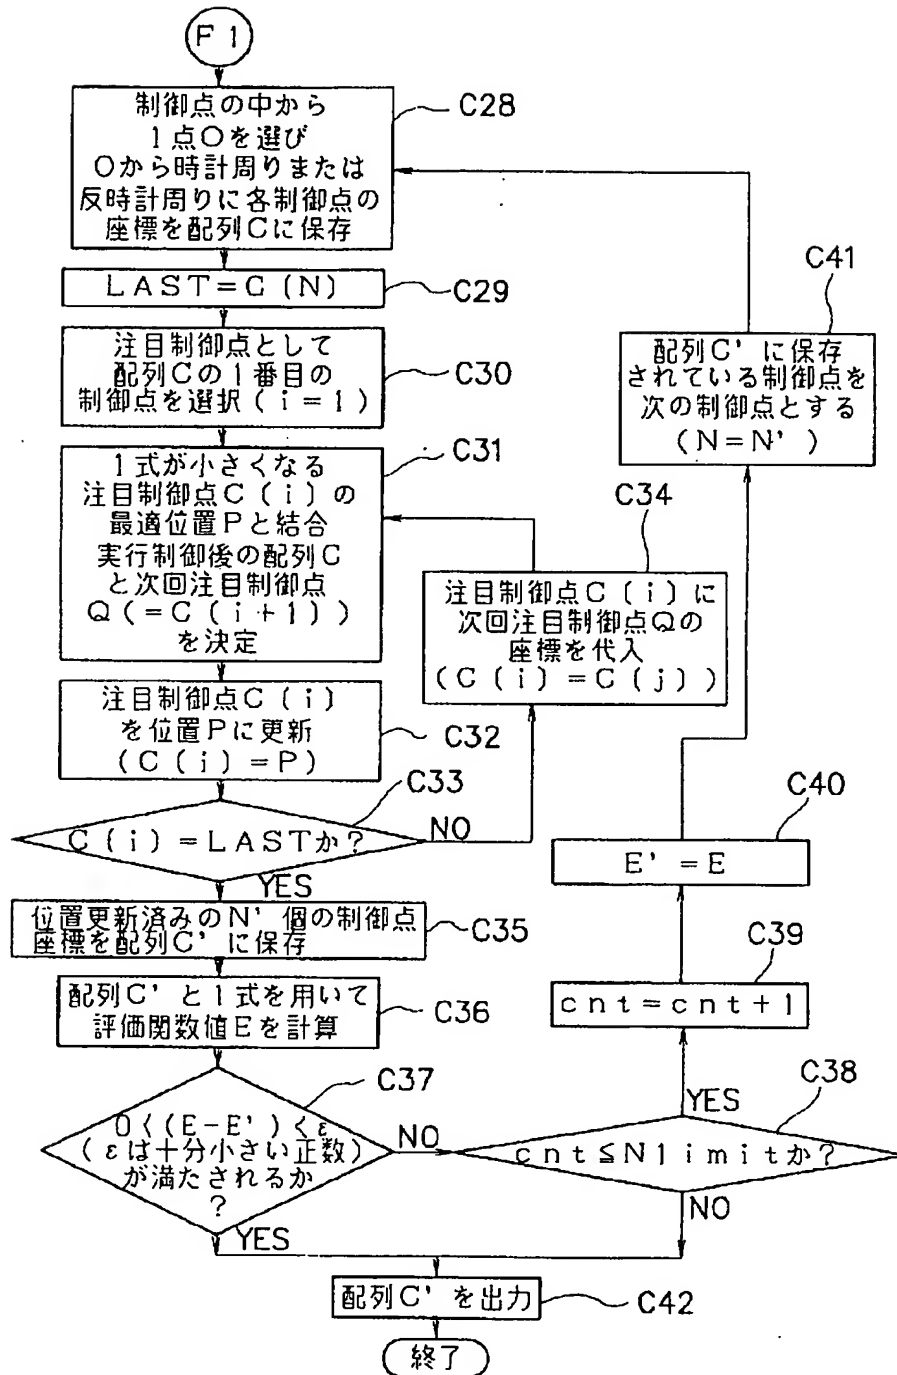 F1
制御点の中から
1点Oを選び
Oから時計周りまたは
反時計周りに各制御点の
座標を配列Cに保存
C28
LAST=C(N)
C29
注目制御点として
配列Cの1番目の
制御点を選択(i=1)
C30
1式が小さくなる
注目制御点C(i)の
最適位置Pと結合
実行制御後の配列C
と次回注目制御点
Q(=C(i+1))
を決定
C31
注目制御点C(i)
を位置Pに更新
(C(i)=P)
C32
C(i)=LASTか?
C33
NO
YES
注目制御点C(i)に
次回注目制御点Qの
座標を代入
(C(i)=C(j))
C34
位置更新済みのN'個の制御点
座標を配列C'に保存
C35
配列C'と1式を用いて
評価関数値Eを計算
C36
0<(E-E')<ε
(εは十分小さい正数)
が満たされるか
?
C37
NO
YES
cnt≦Nlimitか?
C38
YES
NO
cnt=cnt+1
C39
E'=E
C40
配列C'に保存
されている制御点を
次の制御点とする
(N=N')
C41
配列C'を出力
C42
終了